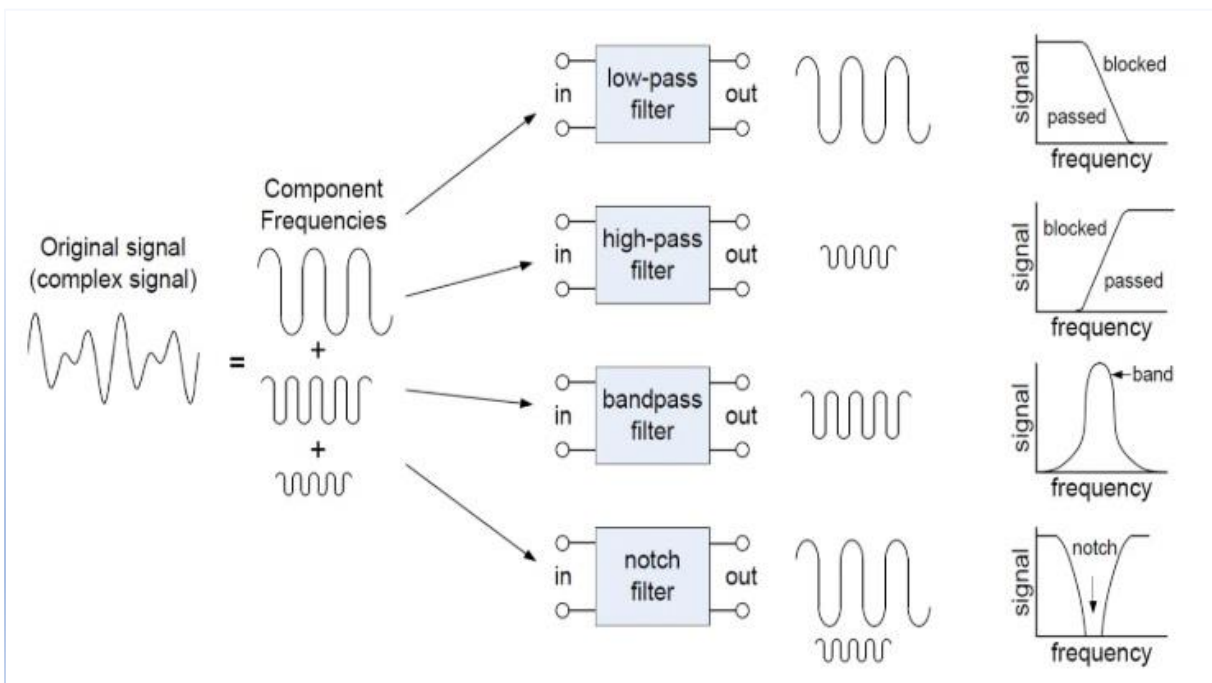 Original signal
(complex signal)
=
Component
Frequencies
+
+
in
low-pass
filter
out
signal
blocked
passed
frequency
in
high-pass
filter
out
signal
blocked
passed
frequency
in
bandpass
filter
out
signal
band
frequency
in
notch
filter
out
signal
notch
frequency